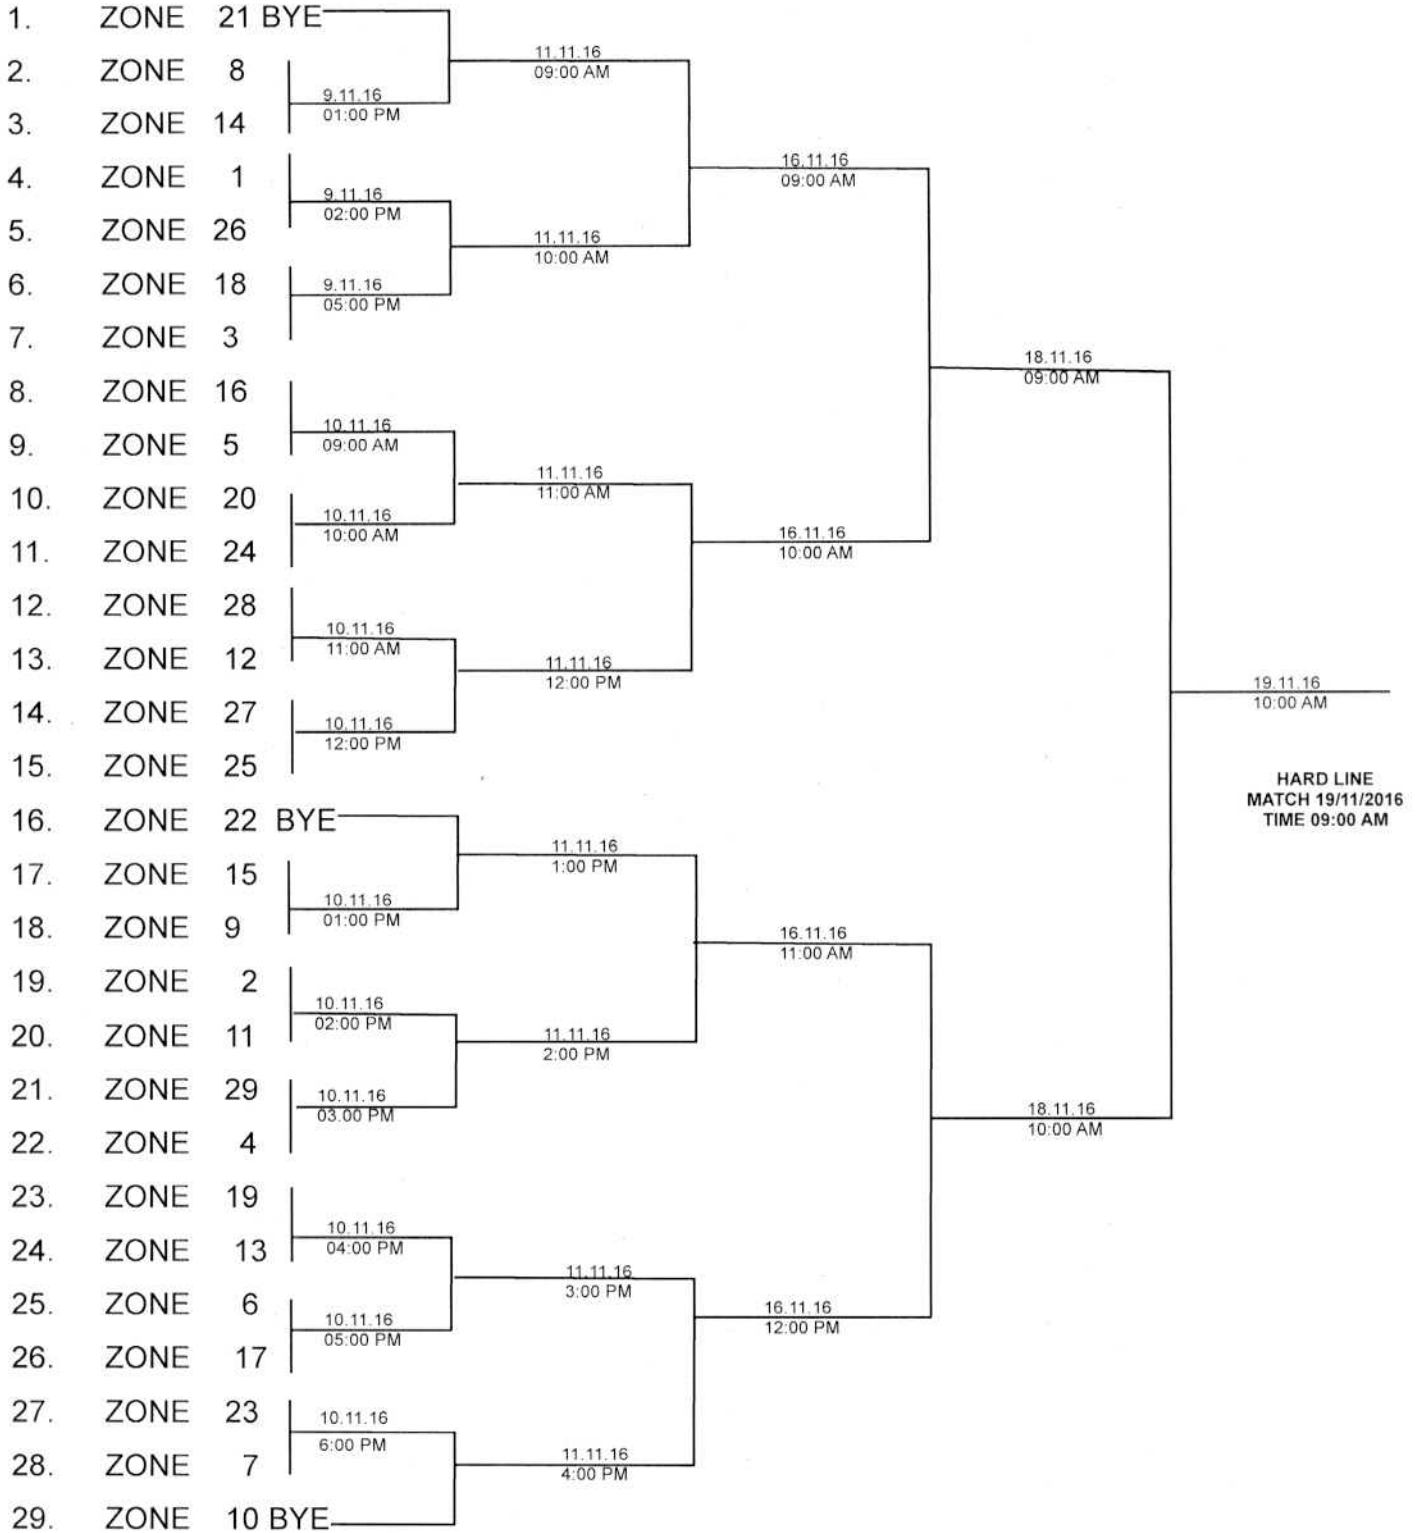 1. ZONE 21 BYE
11.11.16
09:00 AM
2. ZONE 8
9.11.16
01:00 PM
3. ZONE 14
16.11.16
09:00 AM
4. ZONE 1
9.11.16
02:00 PM
5. ZONE 26
11.11.16
10:00 AM
6. ZONE 18
9.11.16
05:00 PM
7. ZONE 3
18.11.16
09:00 AM
8. ZONE 16
10.11.16
09:00 AM
9. ZONE 5
11.11.16
11:00 AM
10. ZONE 20
10.11.16
10:00 AM
16.11.16
10:00 AM
11. ZONE 24
12. ZONE 28
10.11.16
11:00 AM
13. ZONE 12
11.11.16
12:00 PM
19.11.16
10:00 AM
14. ZONE 27
10.11.16
12:00 PM
15. ZONE 25
HARD LINE
MATCH 19/11/2016
TIME 09:00 AM
16. ZONE 22 BYE
11.11.16
1:00 PM
17. ZONE 15
10.11.16
01:00 PM
18. ZONE 9
16.11.16
11:00 AM
19. ZONE 2
10.11.16
02:00 PM
20. ZONE 11
11.11.16
2:00 PM
21. ZONE 29
10.11.16
03.00 PM
18.11.16
10:00 AM
22. ZONE 4
23. ZONE 19
10.11.16
04:00 PM
24. ZONE 13
11.11.16
3:00 PM
25. ZONE 6
10.11.16
05:00 PM
16.11.16
12:00 PM
26. ZONE 17
27. ZONE 23
10.11.16
6:00 PM
28. ZONE 7
11.11.16
4:00 PM
29. ZONE 10 BYE